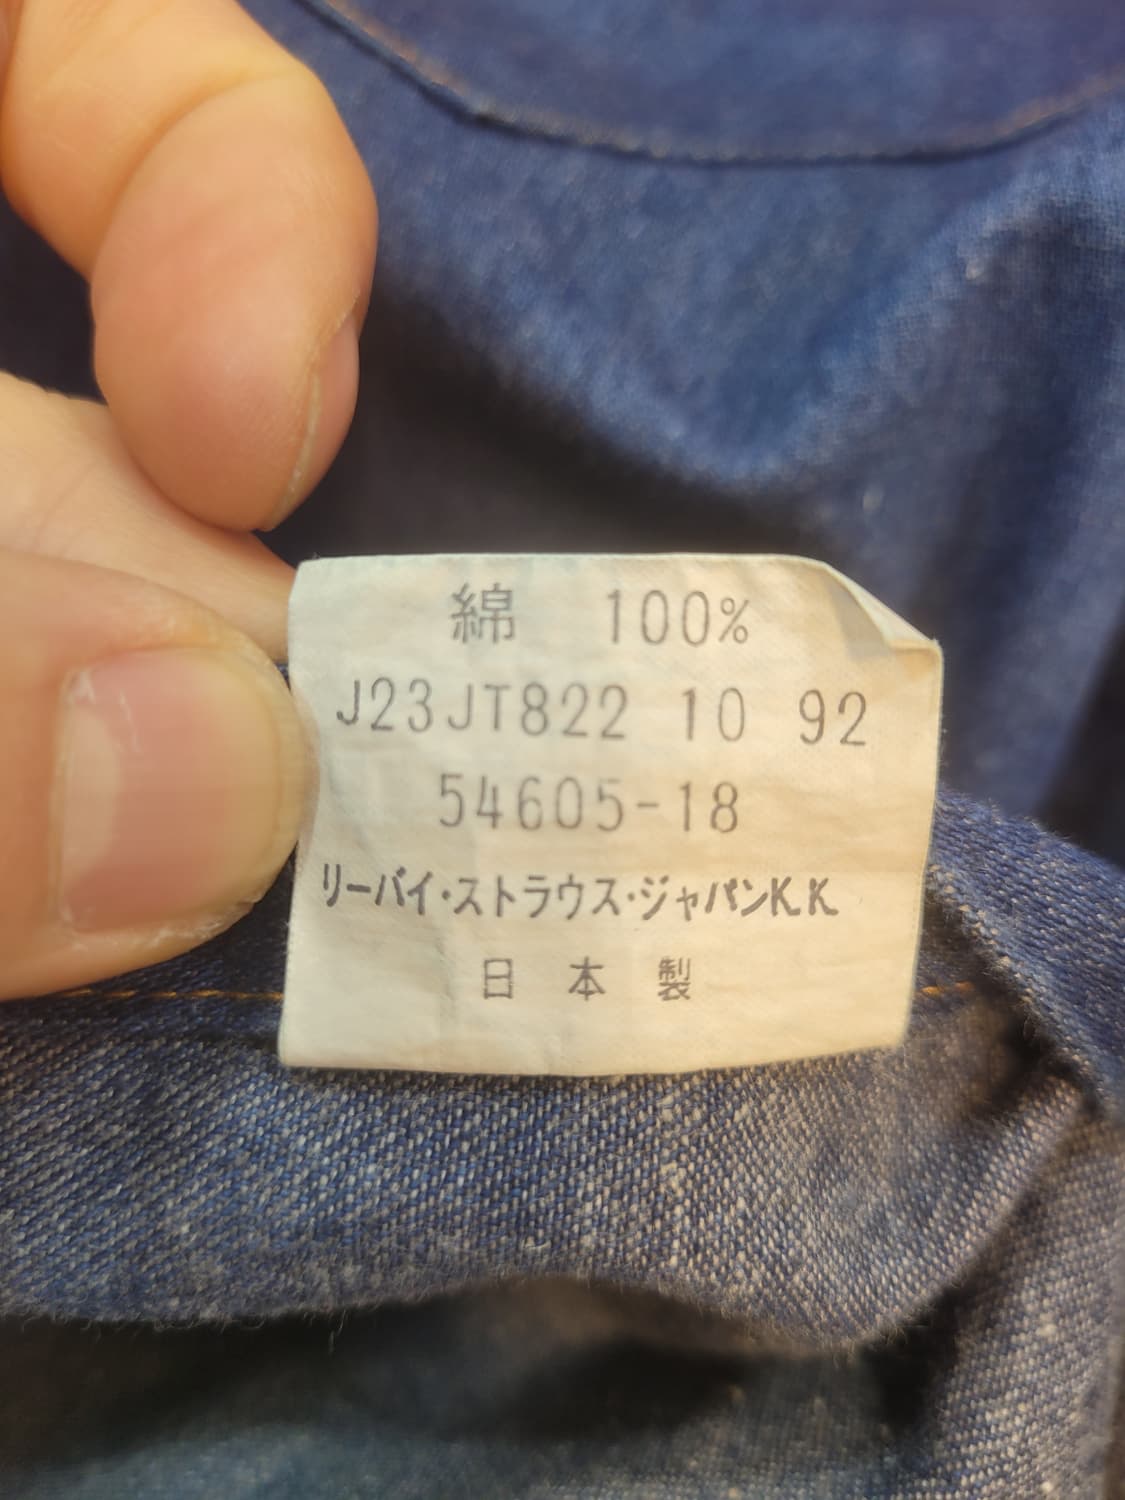 綿 100%
J23JT822 10 92
54605-18
リーバイ・ストラウス・ジャパンK.K
日本製